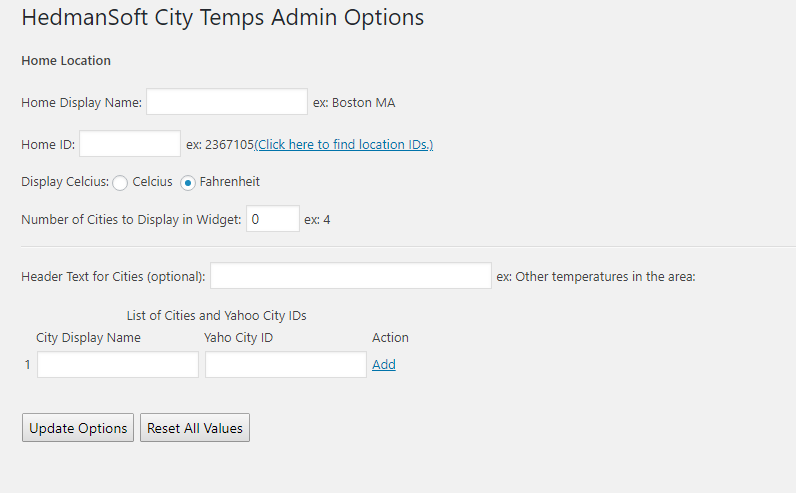 HedmanSoft City Temps Admin Options
Home Location
Home Display Name: ex: Boston MA
Home ID: ex: 2367105(Click here to find location IDs.)
Display Celcius: Celcius Fahrenheit
Number of Cities to Display in Widget: 0 ex: 4
Header Text for Cities (optional): ex: Other temperatures in the area:
List of Cities and Yahoo City IDs
City Display Name Yaho City ID Action
1 Add
Update Options Reset All Values